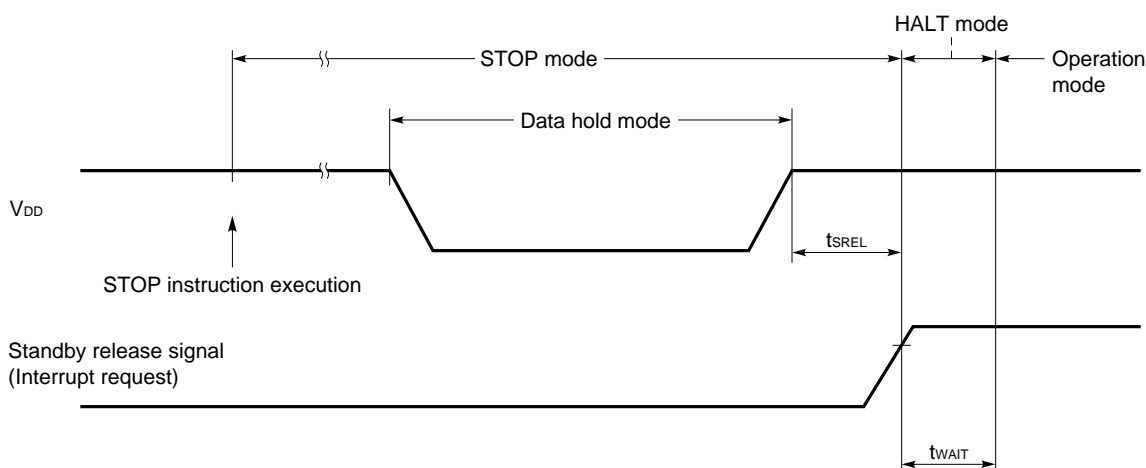 HALT mode
STOP mode
Operation
mode
Data hold mode
VDD
tSREL
STOP instruction execution
Standby release signal
(Interrupt request)
tWAIT